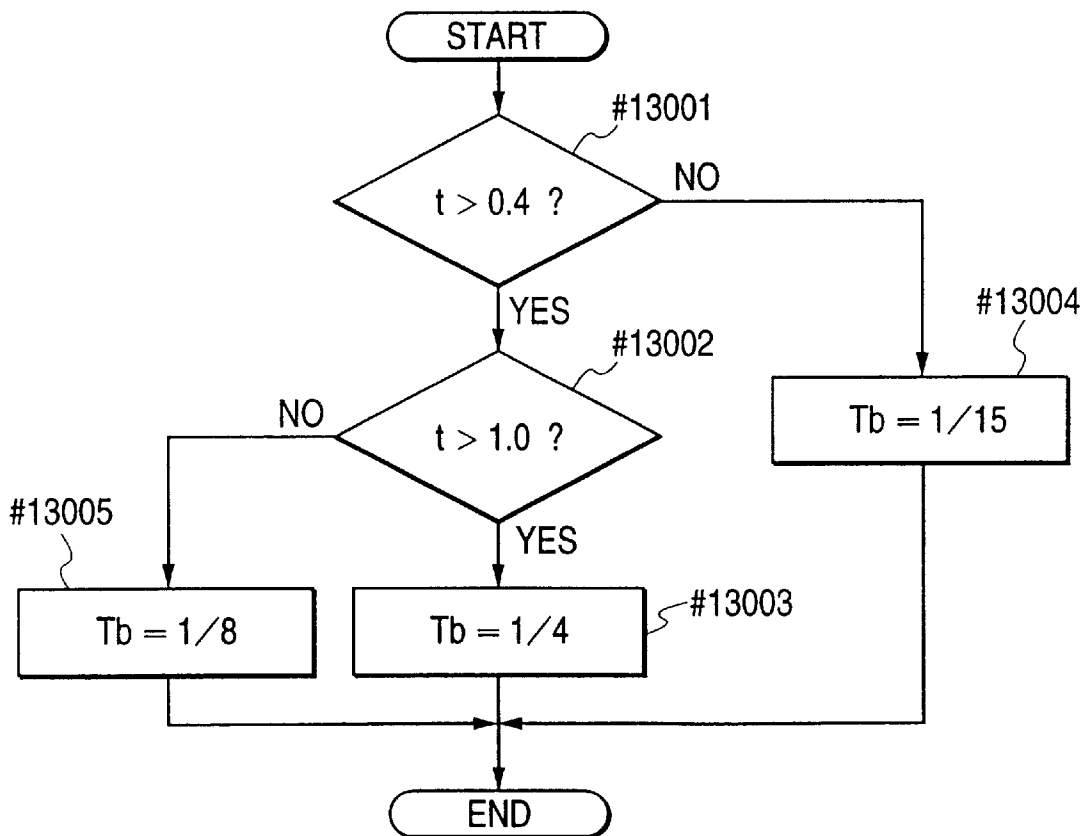 START
#13001
t > 0.4 ?
NO
YES
#13004
#13002
Tb = 1/15
NO
t > 1.0 ?
#13005
YES
#13003
Tb = 1/8
Tb = 1/4
END